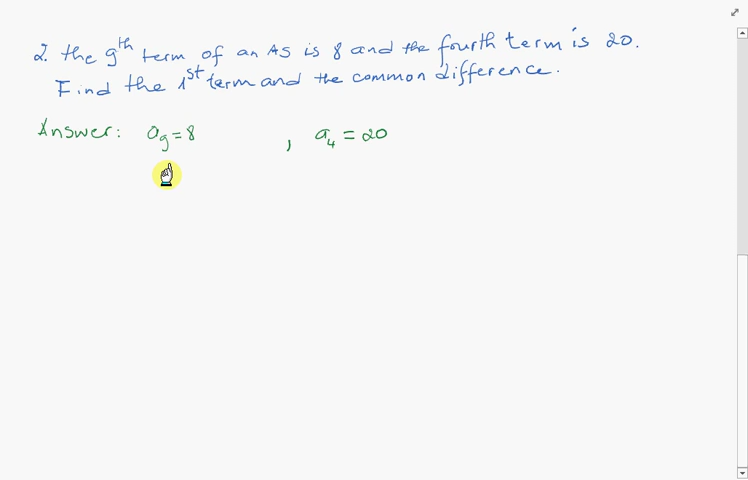 2. the 9th term of an AS is 8 and the fourth term is 20.
Find the 1st term and the common difference.
Answer: a₉ = 8 , a₄ = 20